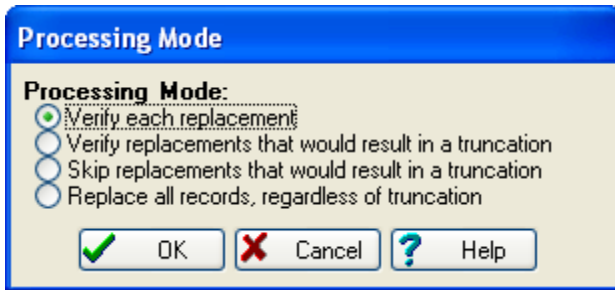 Processing Mode
Processing Mode:
Verify each replacement
Verify replacements that would result in a truncation
Skip replacements that would result in a truncation
Replace all records, regardless of truncation
OK Cancel Help